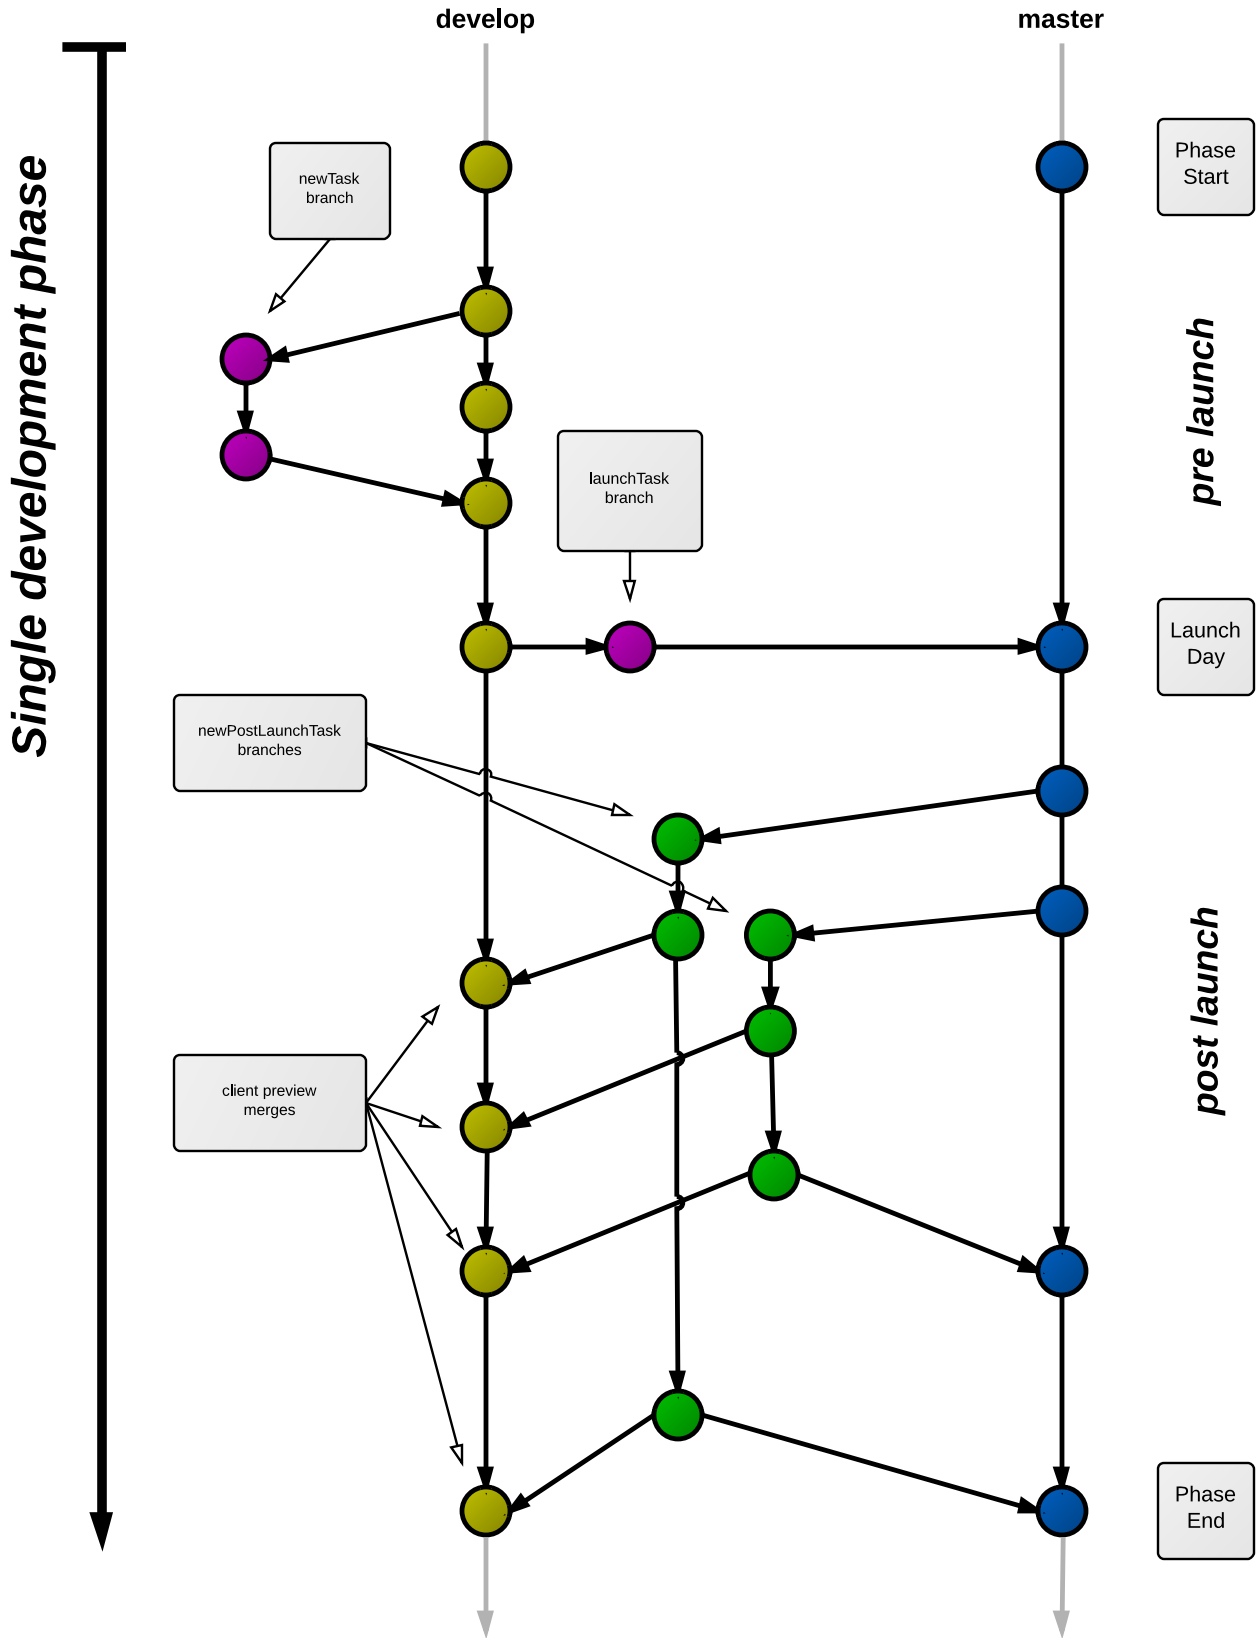 develop
master
Single development phase
Phase
Start
newTask
branch
pre launch
launchTask
branch
Launch
Day
newPostLaunchTask
branches
post launch
client preview
merges
Phase
End